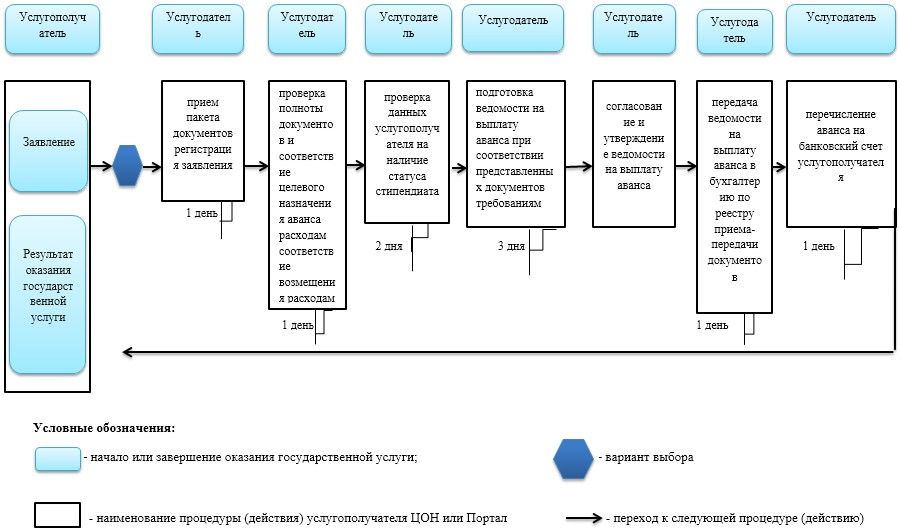 Услугополуч
атель
Услугодател
ь
Услугодат
ель
Услугодате
ль
Услугодатель
Услугодате
ль
Услугода
тель
Услугодатель
Заявление
Результат
оказания
государст
венной
услуги
прием
пакета
документов
регистраци
я заявления
1 день
проверка
полноты
документо
в и
соответств
ие
целевого
назначени
я аванса
расходам
соответств
ие
возмещени
я расходам
1 день
проверка
данных
услугополуч
ателя на
наличие
статуса
стипендиата
2 дня
подготовка
ведомости на
выплату
аванса при
соответствии
представленны
х документов
требованиям
3 дня
согласован
ие и
утверждени
е ведомости
на выплату
аванса
передача
ведомости
на
выплату
аванса в
бухгалтер
ию по
реестру
приема-
передачи
документо
в
1 день
перечисление
аванса на
банковский счет
услугополучател
я
1 день
Условные обозначения:
- начало или завершение оказания государственной услуги;
- вариант выбора
- наименование процедуры (действия) услугополучателя ЦОН или Портал
- переход к следующей процедуре (действию)